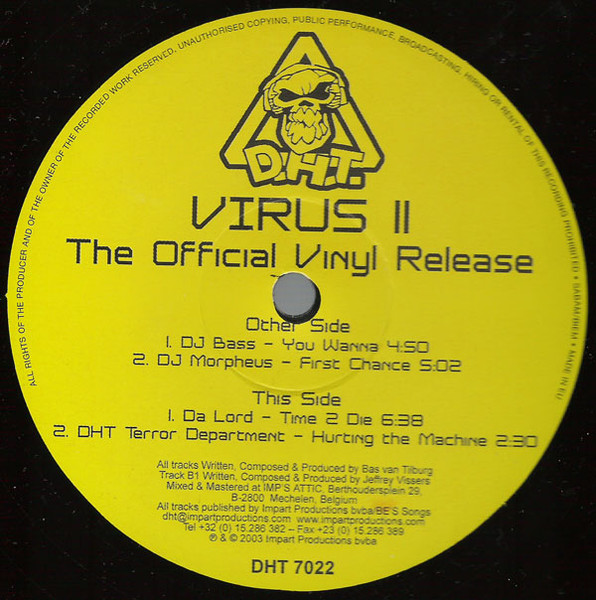 ALL RIGHTS OF THE PRODUCER AND OF THE OWNER OF THE RECORDED WORK RESERVED. UNAUTHORISED COPYING, PUBLIC PERFORMANCE, BROADCASTING, HIRING OR RENTAL OF THIS RECORDING PROHIBITED • SABAM/BIEM • MADE IN EU
D.H.T.
VIRUS II
The Official Vinyl Release
Other Side
1. DJ Bass - You Wanna 4:50
2. DJ Morpheus - First Chance 5:02
This Side
1. Da Lord - Time 2 Die 6:38
2. DHT Terror Department - Hurting the Machine 2:30
All tracks Written, Composed & Produced by Bas van Tilburg
Track B1 Written, Composed & Produced by Jeffrey Vissers
Mixed & Mastered at IMP'S ATTIC, Berthoudersplein 29,
B-2800 Mechelen, Belgium
All tracks published by Impart Productions bvba/BE'S Songs
dht@impartproductions.com www.impartproductions.com
Tel +32 (0) 15.286 382 – Fax +23 (0) 15.286 389
℗ & © 2003 Impart Productions bvba
DHT 7022